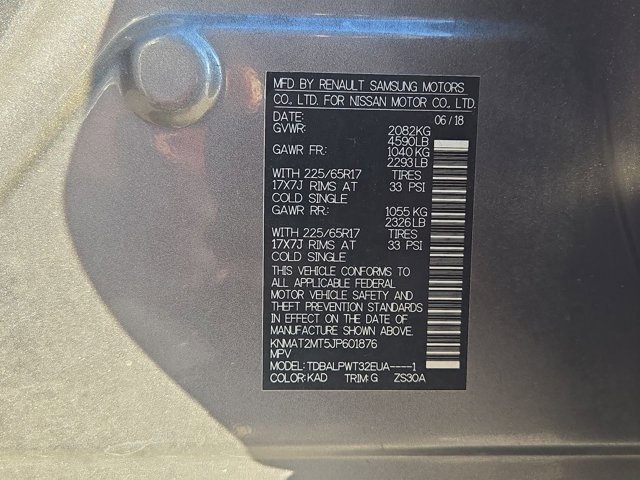 MFD BY RENAULT SAMSUNG MOTORS
CO., LTD. FOR NISSAN MOTOR CO., LTD.
DATE: 06 / 18
GVWR: 2082KG
4590LB
GAWR FR: 1040 KG
2293LB
WITH 225/65R17 TIRES
17X7J RIMS AT 33 PSI
COLD SINGLE
GAWR RR: 1055 KG
2326LB
WITH 225/65R17 TIRES
17X7J RIMS AT 33 PSI
COLD SINGLE
THIS VEHICLE CONFORMS TO
ALL APPLICABLE FEDERAL
MOTOR VEHICLE SAFETY AND
THEFT PREVENTION STANDARDS
IN EFFECT ON THE DATE OF
MANUFACTURE SHOWN ABOVE.
KNMAT2MT5JP601876
MPV
MODEL: TDBALPWT32EUA----1
COLOR: KAD TRIM: G ZS30A